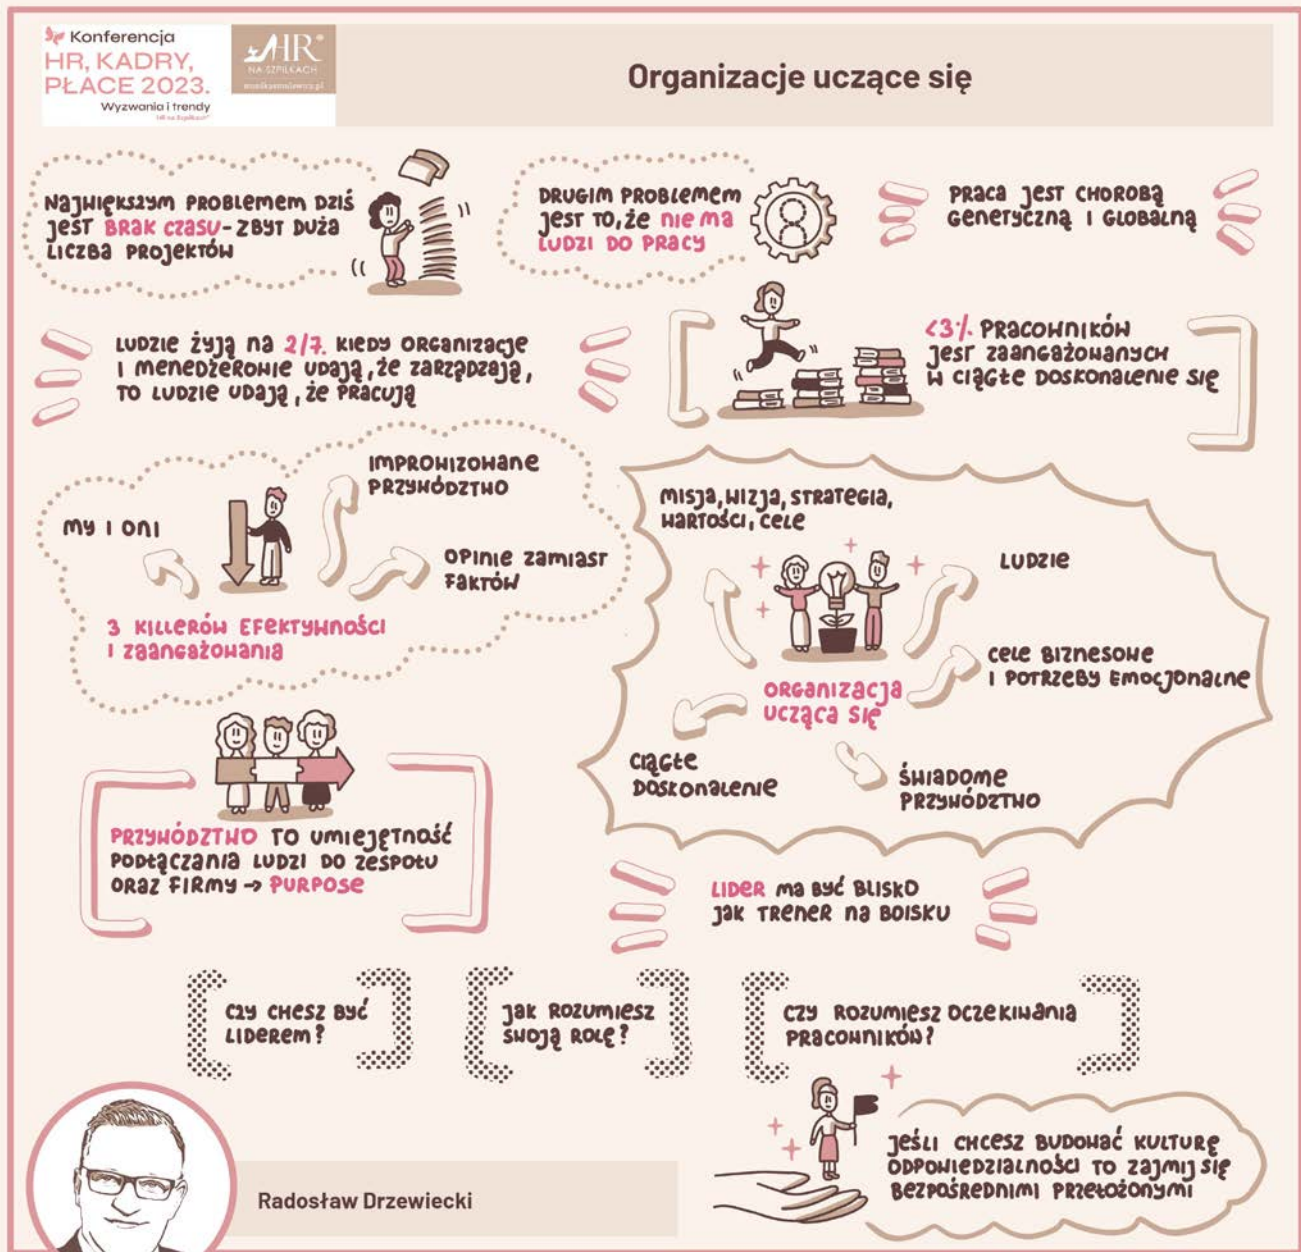 Konferencja
HR, KADRY,
PŁACE 2023.
Wyzwania i trendy
HR na Szpilkach®
HR®
NA SZPILKACH
Organizacje uczące się
NAJWIĘKSZYM PROBLEMEM DZIŚ
JEST BRAK CZASU - ZBYT DUŻA
LICZBA PROJEKTÓW
DRUGIM PROBLEMEM
JEST TO, ŻE NIE MA
LUDZI DO PRACY
PRACA JEST CHOROBĄ
GENETYCZNĄ I GLOBALNĄ
LUDZIE ŻYJĄ NA 2/7. KIEDY ORGANIZACJE
I MENEDŻEROWIE UDAJĄ, ŻE ZARZĄDZAJĄ,
TO LUDZIE UDAJĄ, ŻE PRACUJĄ
<3% PRACOWNIKÓW
JEST ZAANGAŻOWANYCH
W CIĄGŁE DOSKONALENIE SIĘ
IMPROWIZOWANE
PRZYWÓDZTWO
MY I ONI
OPINIE ZAMIAST
FAKTÓW
3 KILLERÓW EFEKTYWNOŚCI
I ZAANGAŻOWANIA
MISJA, WIZJA, STRATEGIA,
WARTOŚCI, CELE
LUDZIE
CELE BIZNESOWE
I POTRZEBY EMOCJONALNE
ORGANIZACJA
UCZĄCA SIĘ
CIĄGŁE
DOSKONALENIE
ŚWIADOME
PRZYWÓDZTWO
PRZYWÓDZTWO TO UMIEJĘTNOŚĆ
PODŁĄCZANIA LUDZI DO ZESPOŁU
ORAZ FIRMY → PURPOSE
LIDER MA BYĆ BLISKO
JAK TRENER NA BOISKU
CZY CHESZ BYĆ
LIDEREM?
JAK ROZUMIESZ
SWOJĄ ROLĘ?
CZY ROZUMIESZ OCZEKIWANIA
PRACOWNIKÓW?
JEŚLI CHCESZ BUDOWAĆ KULTURĘ
ODPOWIEDZIALNOŚCI TO ZAJMIJ SIĘ
BEZPOŚREDNIMI PRZEŁOŻONYMI
Radosław Drzewiecki